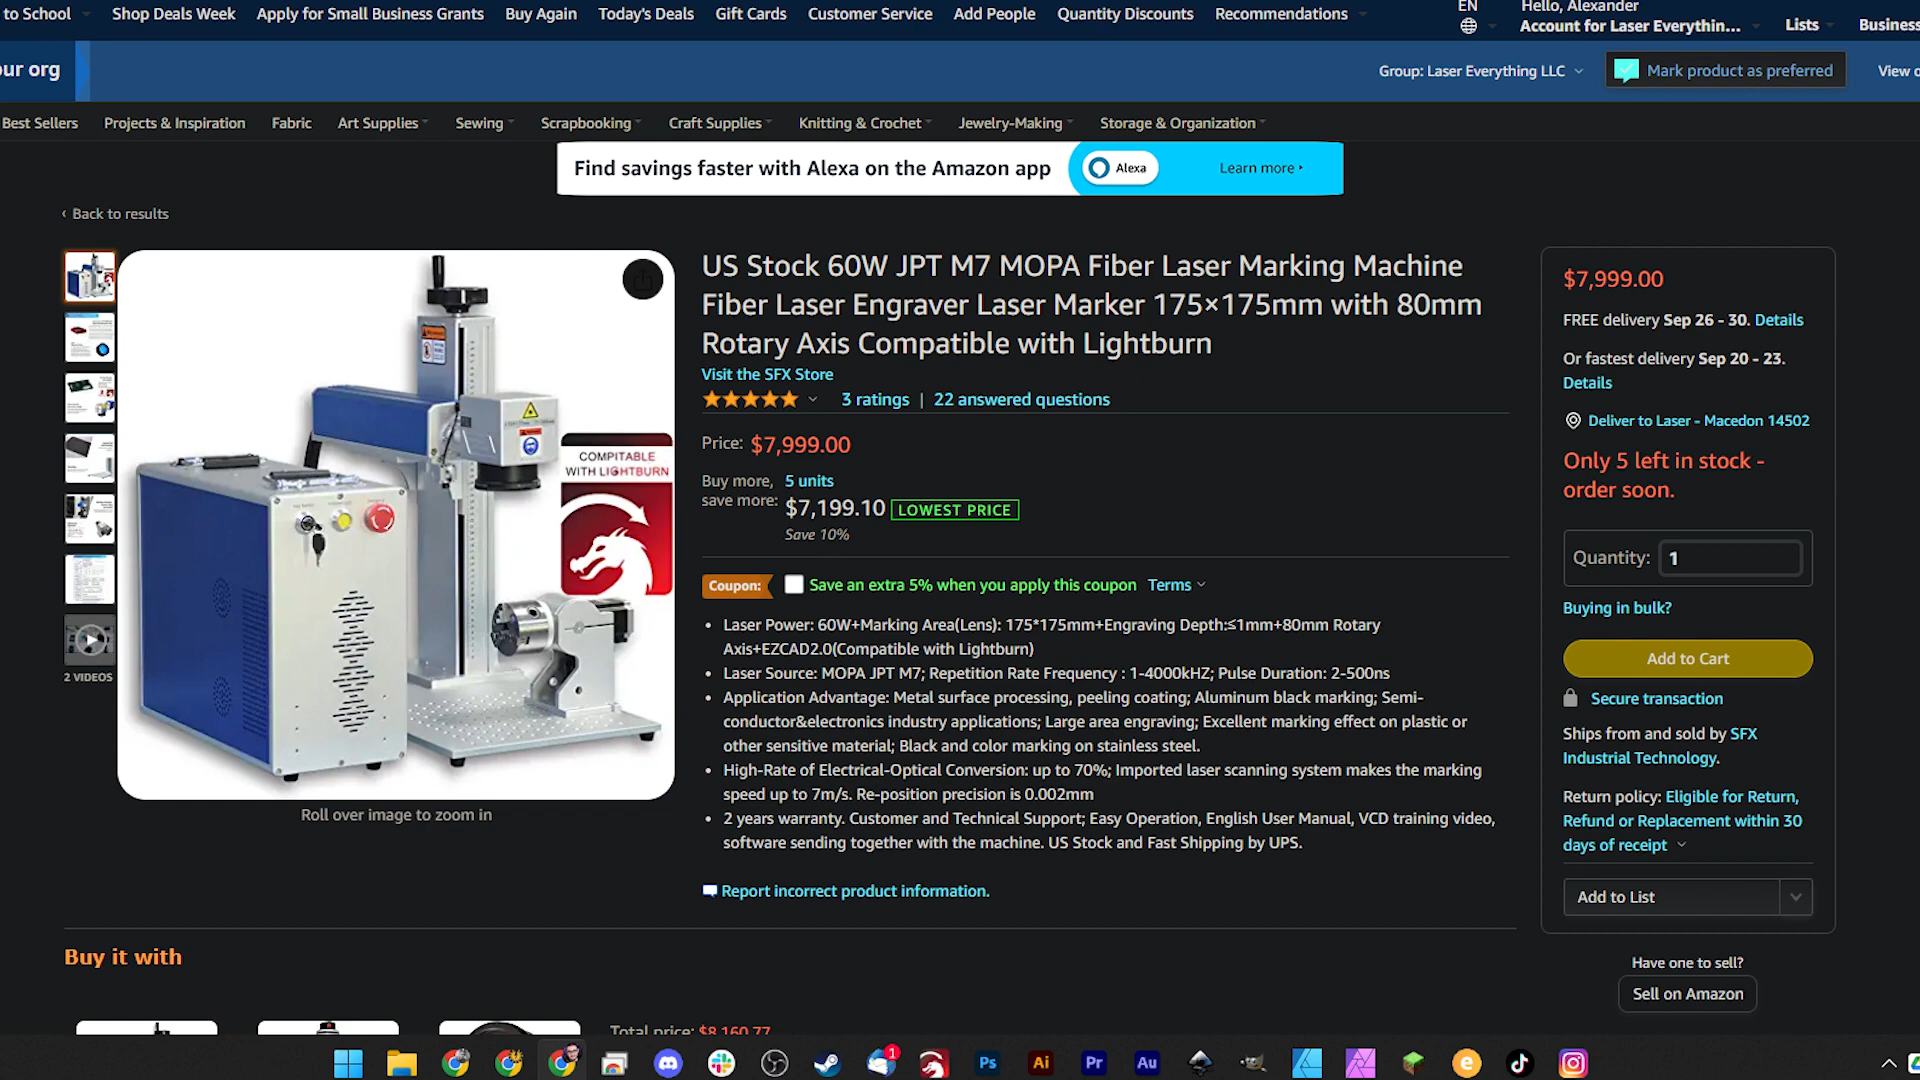 to School
Shop Deals Week
Apply for Small Business Grants
Buy Again
Today's Deals
Gift Cards
Customer Service
Add People
Quantity Discounts
Recommendations
EN
Hello, Alexander
Account for Laser Everythin...
Lists
Business
our org
Group: Laser Everything LLC
Mark product as preferred
View o
Best Sellers
Projects & Inspiration
Fabric
Art Supplies
Sewing
Scrapbooking
Craft Supplies
Knitting & Crochet
Jewelry-Making
Storage & Organization
Find savings faster with Alexa on the Amazon app
Alexa
Learn more
‹ Back to results
COMPITABLE
WITH LIGHTBURN
2 VIDEOS
Roll over image to zoom in
US Stock 60W JPT M7 MOPA Fiber Laser Marking Machine
Fiber Laser Engraver Laser Marker 175×175mm with 80mm
Rotary Axis Compatible with Lightburn
Visit the SFX Store
3 ratings | 22 answered questions
Price: $7,999.00
Buy more, 5 units
save more: $7,199.10 LOWEST PRICE
Save 10%
Coupon: Save an extra 5% when you apply this coupon Terms
• Laser Power: 60W+Marking Area(Lens): 175*175mm+Engraving Depth:≤1mm+80mm Rotary
Axis+EZCAD2.0(Compatible with Lightburn)
• Laser Source: MOPA JPT M7; Repetition Rate Frequency : 1-4000kHZ; Pulse Duration: 2-500ns
• Application Advantage: Metal surface processing, peeling coating; Aluminum black marking; Semi-
conductor&electronics industry applications; Large area engraving; Excellent marking effect on plastic or
other sensitive material; Black and color marking on stainless steel.
• High-Rate of Electrical-Optical Conversion: up to 70%; Imported laser scanning system makes the marking
speed up to 7m/s. Re-position precision is 0.002mm
• 2 years warranty. Customer and Technical Support; Easy Operation, English User Manual, VCD training video,
software sending together with the machine. US Stock and Fast Shipping by UPS.
Report incorrect product information.
$7,999.00
FREE delivery Sep 26 - 30. Details
Or fastest delivery Sep 20 - 23.
Details
Deliver to Laser - Macedon 14502
Only 5 left in stock -
order soon.
Quantity: 1
Buying in bulk?
Add to Cart
Secure transaction
Ships from and sold by SFX
Industrial Technology.
Return policy: Eligible for Return,
Refund or Replacement within 30
days of receipt
Add to List
Have one to sell?
Sell on Amazon
Buy it with
Total price: $8,160.77
1
Ps
Ai
Pr
Au